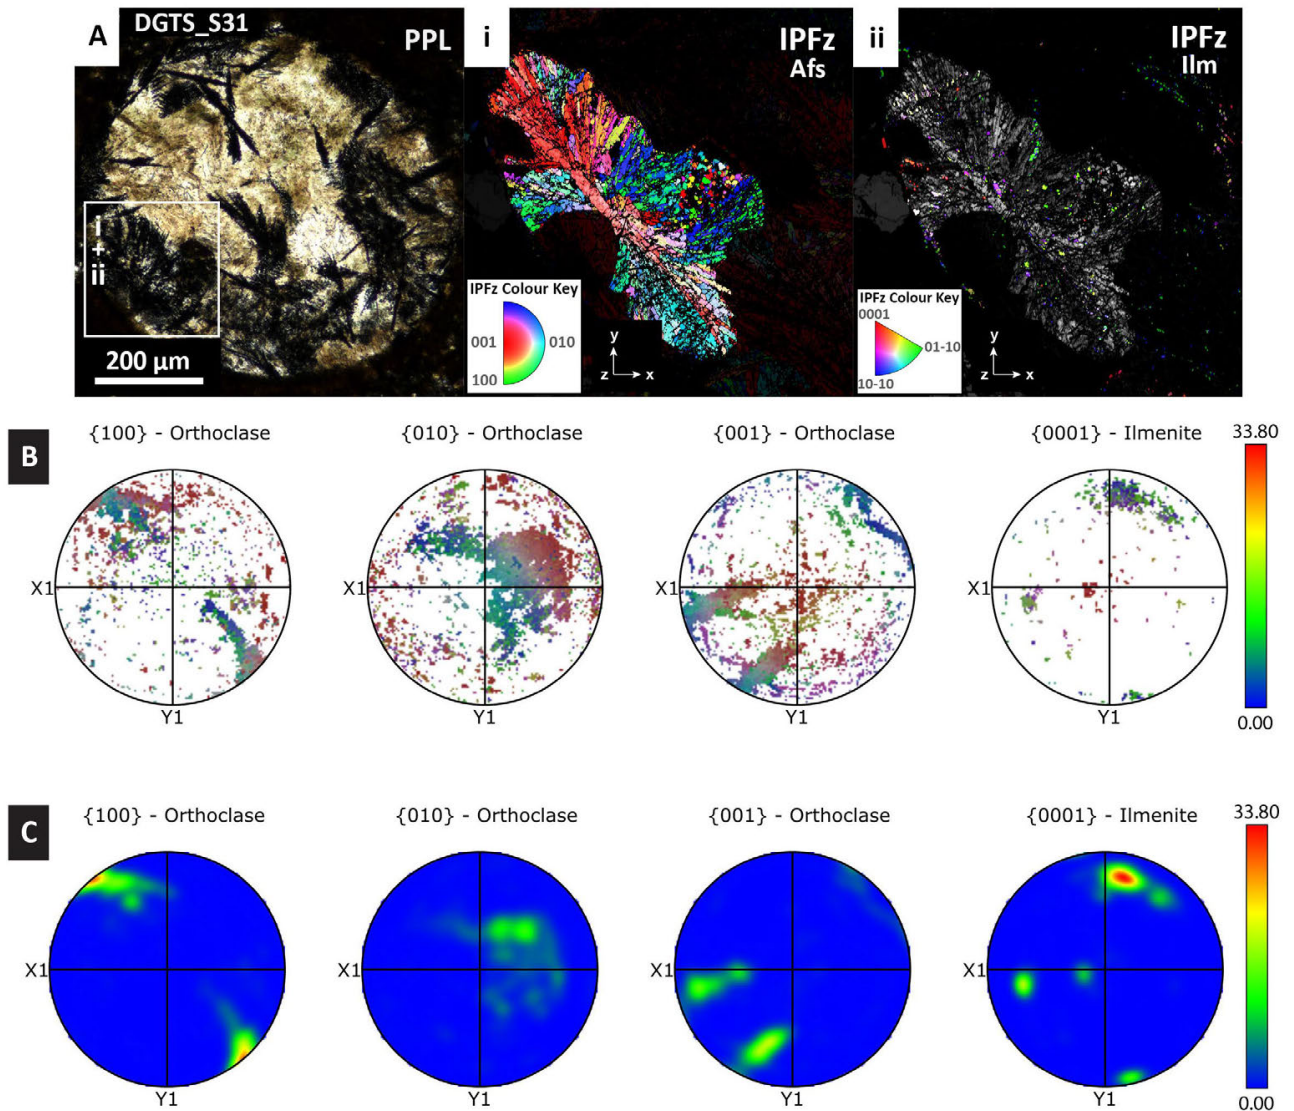 A
DGTS_S31
PPL
i
+
ii
200 µm
i
IPFz
Afs
IPFz Colour Key
001
010
100
y
z
x
ii
IPFz
Ilm
IPFz Colour Key
0001
01-10
10-10
y
z
x
B
{100} - Orthoclase
{010} - Orthoclase
{001} - Orthoclase
{0001} - Ilmenite
33.80
X1
X1
X1
X1
Y1
Y1
Y1
Y1
0.00
C
{100} - Orthoclase
{010} - Orthoclase
{001} - Orthoclase
{0001} - Ilmenite
33.80
X1
X1
X1
X1
Y1
Y1
Y1
Y1
0.00